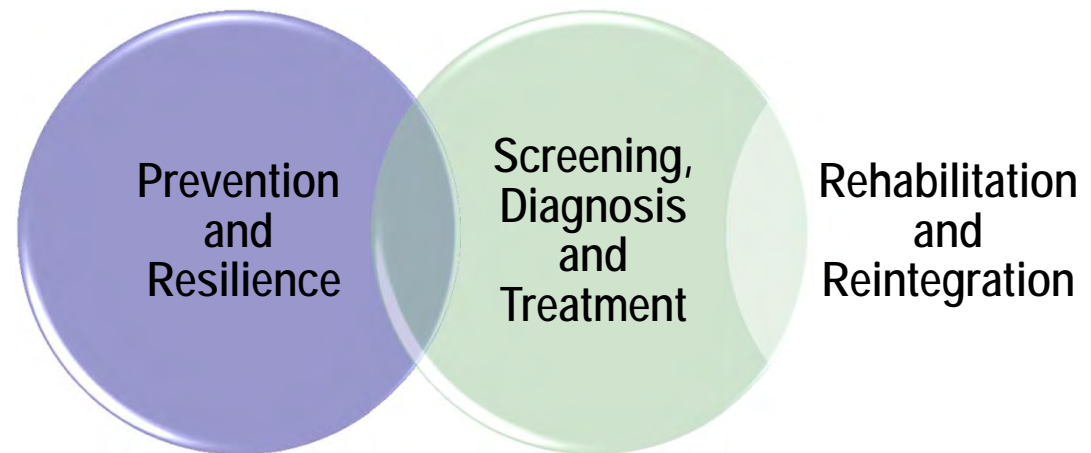 Prevention
and
Resilience
Screening,
Diagnosis
and
Treatment
Rehabilitation
and
Reintegration